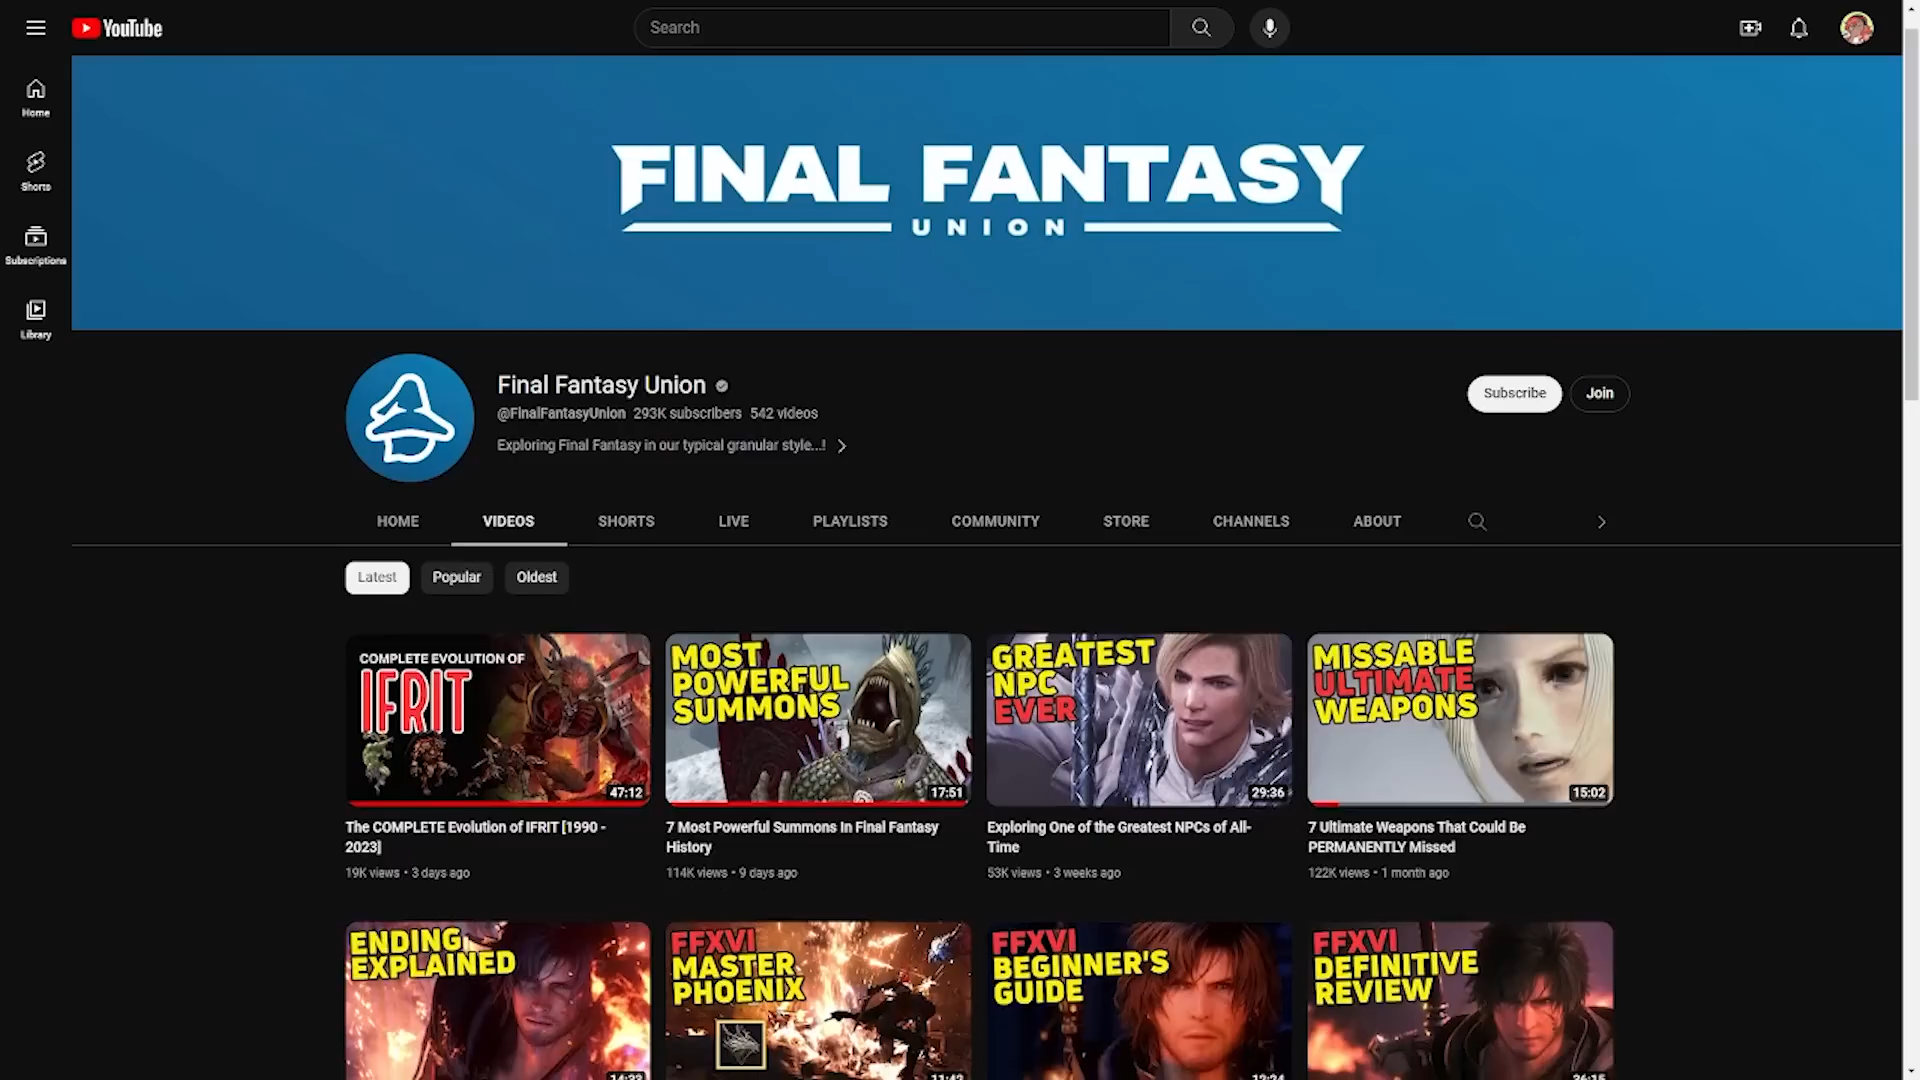 YouTube
Search
Home
Shorts
Subscriptions
Library
FINAL FANTASY
UNION
Final Fantasy Union
@FinalFantasyUnion 293K subscribers 542 videos
Exploring Final Fantasy in our typical granular style...!
Subscribe
Join
HOME
VIDEOS
SHORTS
LIVE
PLAYLISTS
COMMUNITY
STORE
CHANNELS
ABOUT
Latest
Popular
Oldest
COMPLETE EVOLUTION OF
IFRIT
47:12
The COMPLETE Evolution of IFRIT [1990 -
2023]
19K views • 3 days ago
MOST
POWERFUL
SUMMONS
17:51
7 Most Powerful Summons In Final Fantasy
History
114K views • 9 days ago
GREATEST
NPC
EVER
29:36
Exploring One of the Greatest NPCs of All-
Time
53K views • 3 weeks ago
MISSABLE
ULTIMATE
WEAPONS
15:02
7 Ultimate Weapons That Could Be
PERMANENTLY Missed
122K views • 1 month ago
ENDING
EXPLAINED
FFXVI
MASTER
PHOENIX
FFXVI
BEGINNER'S
GUIDE
FFXVI
DEFINITIVE
REVIEW